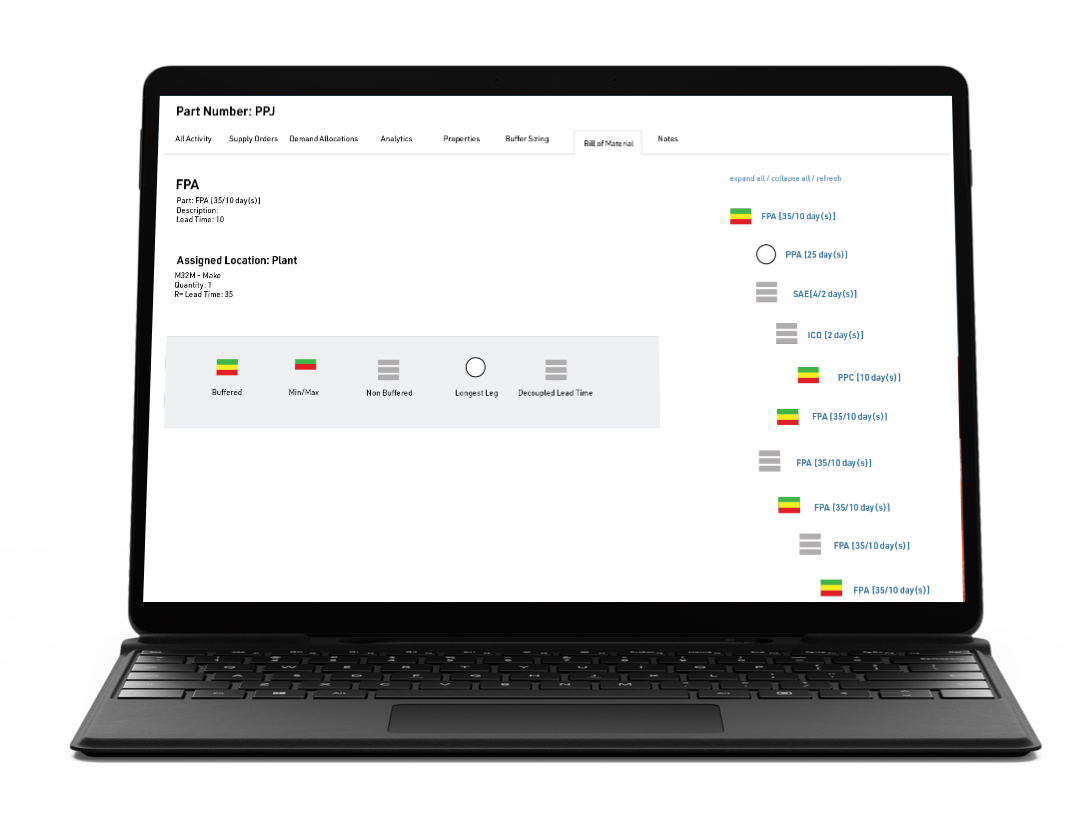 Part Number: PPJ
All Activity Supply Orders Demand Allocations Analytics Properties Buffer Sizing Bill of Material Notes
FPA
Part: FPA [35/10 day(s)]
Description:
Lead Time: 10
Assigned Location: Plant
M32M - Make
Quantity: 1
R= Lead Time: 35
Buffered Min/Max Non Buffered Longest Leg Decoupled Lead Time
expand all / collapse all / refresh
FPA [35/10 day(s)]
PPA [25 day(s)]
SAE[4/2 day(s)]
ICO [2 day(s)]
PPC [10 day(s)]
FPA [35/10 day(s)]
FPA [35/10 day(s)]
FPA [35/10 day(s)]
FPA [35/10 day(s)]
FPA [35/10 day(s)]